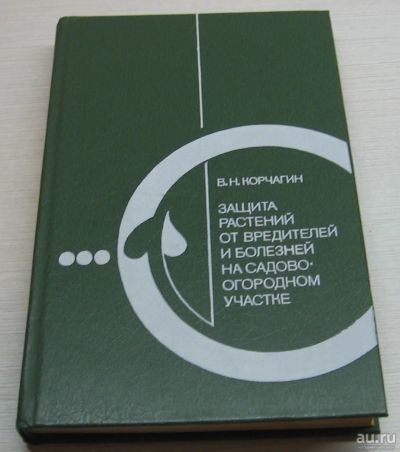 В. Н. КОРЧАГИН
ЗАЩИТА
РАСТЕНИЙ
ОТ ВРЕДИТЕЛЕЙ
И БОЛЕЗНЕЙ
НА САДОВО-
ОГОРОДНОМ
УЧАСТКЕ
au.ru